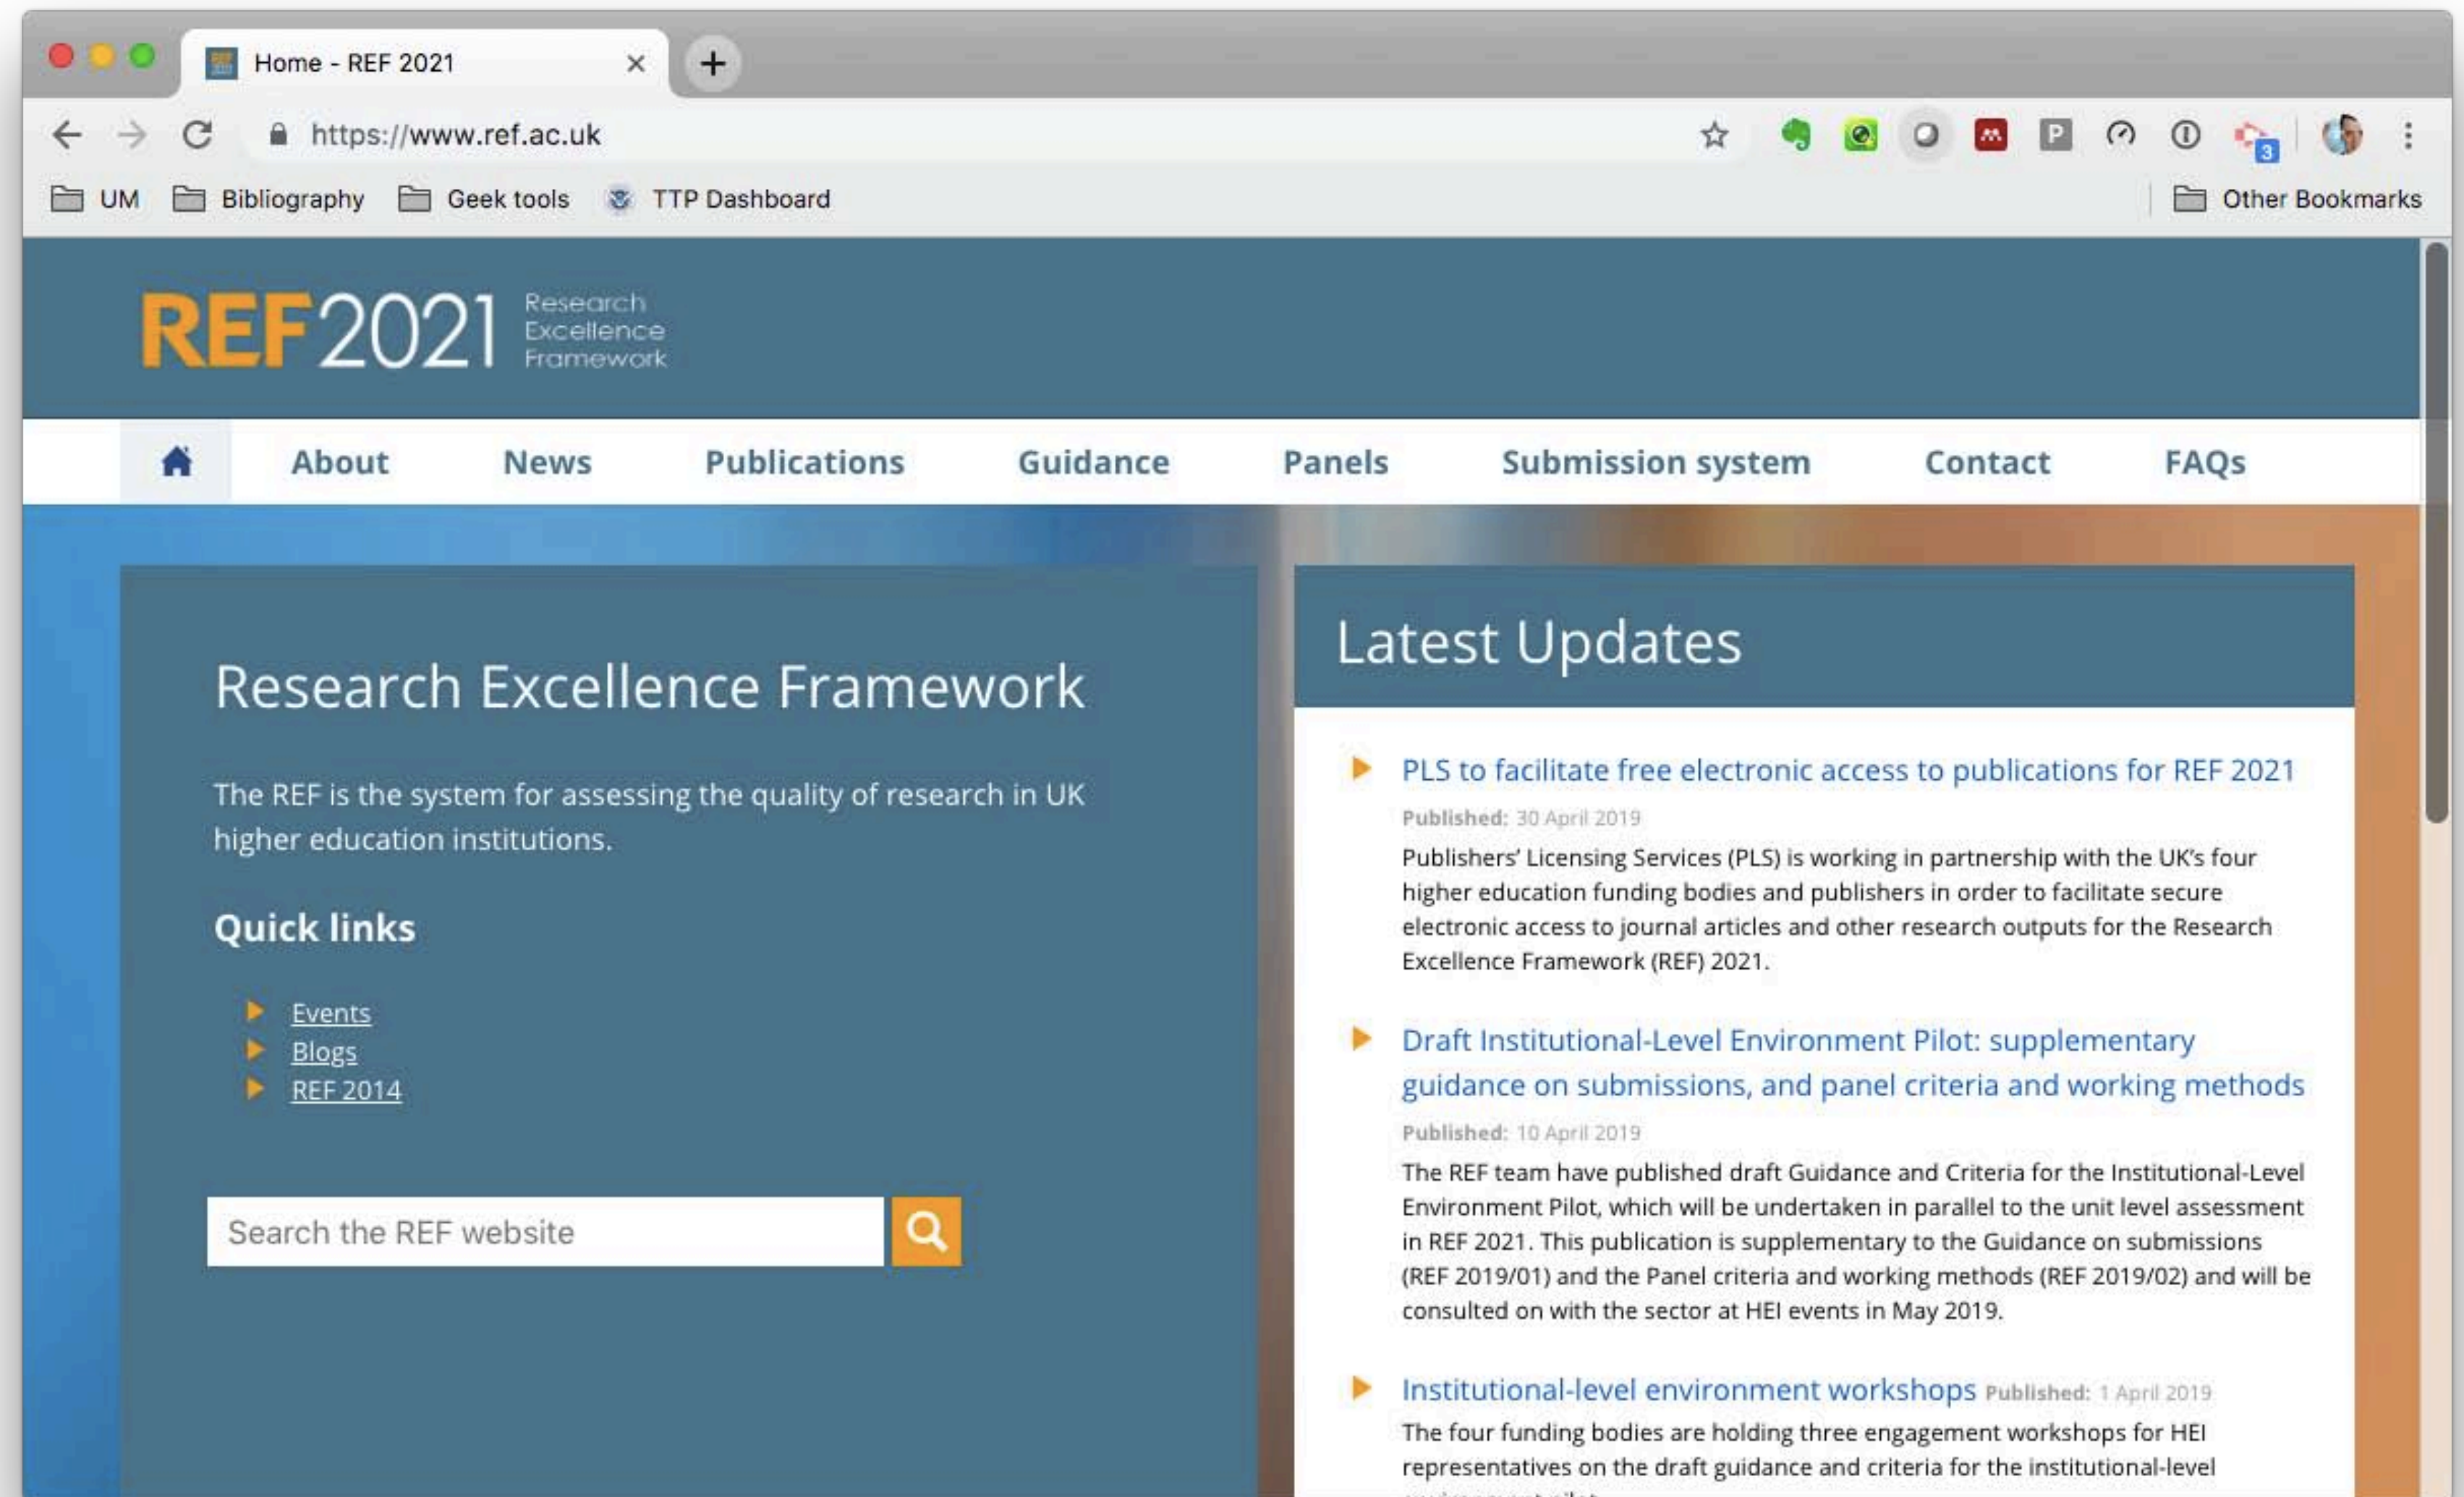 Home - REF 2021
https://www.ref.ac.uk
P
3
UM Bibliography Geek tools TTP Dashboard Other Bookmarks
REF2021 Research
Excellence
Framework
About News Publications Guidance Panels Submission system Contact FAQs
Research Excellence Framework
The REF is the system for assessing the quality of research in UK
higher education institutions.
Quick links
Events
Blogs
REF 2014
Search the REF website
Latest Updates
PLS to facilitate free electronic access to publications for REF 2021
Published: 30 April 2019
Publishers’ Licensing Services (PLS) is working in partnership with the UK’s four
higher education funding bodies and publishers in order to facilitate secure
electronic access to journal articles and other research outputs for the Research
Excellence Framework (REF) 2021.
Draft Institutional-Level Environment Pilot: supplementary
guidance on submissions, and panel criteria and working methods
Published: 10 April 2019
The REF team have published draft Guidance and Criteria for the Institutional-Level
Environment Pilot, which will be undertaken in parallel to the unit level assessment
in REF 2021. This publication is supplementary to the Guidance on submissions
(REF 2019/01) and the Panel criteria and working methods (REF 2019/02) and will be
consulted on with the sector at HEI events in May 2019.
Institutional-level environment workshops Published: 1 April 2019
The four funding bodies are holding three engagement workshops for HEI
representatives on the draft guidance and criteria for the institutional-level